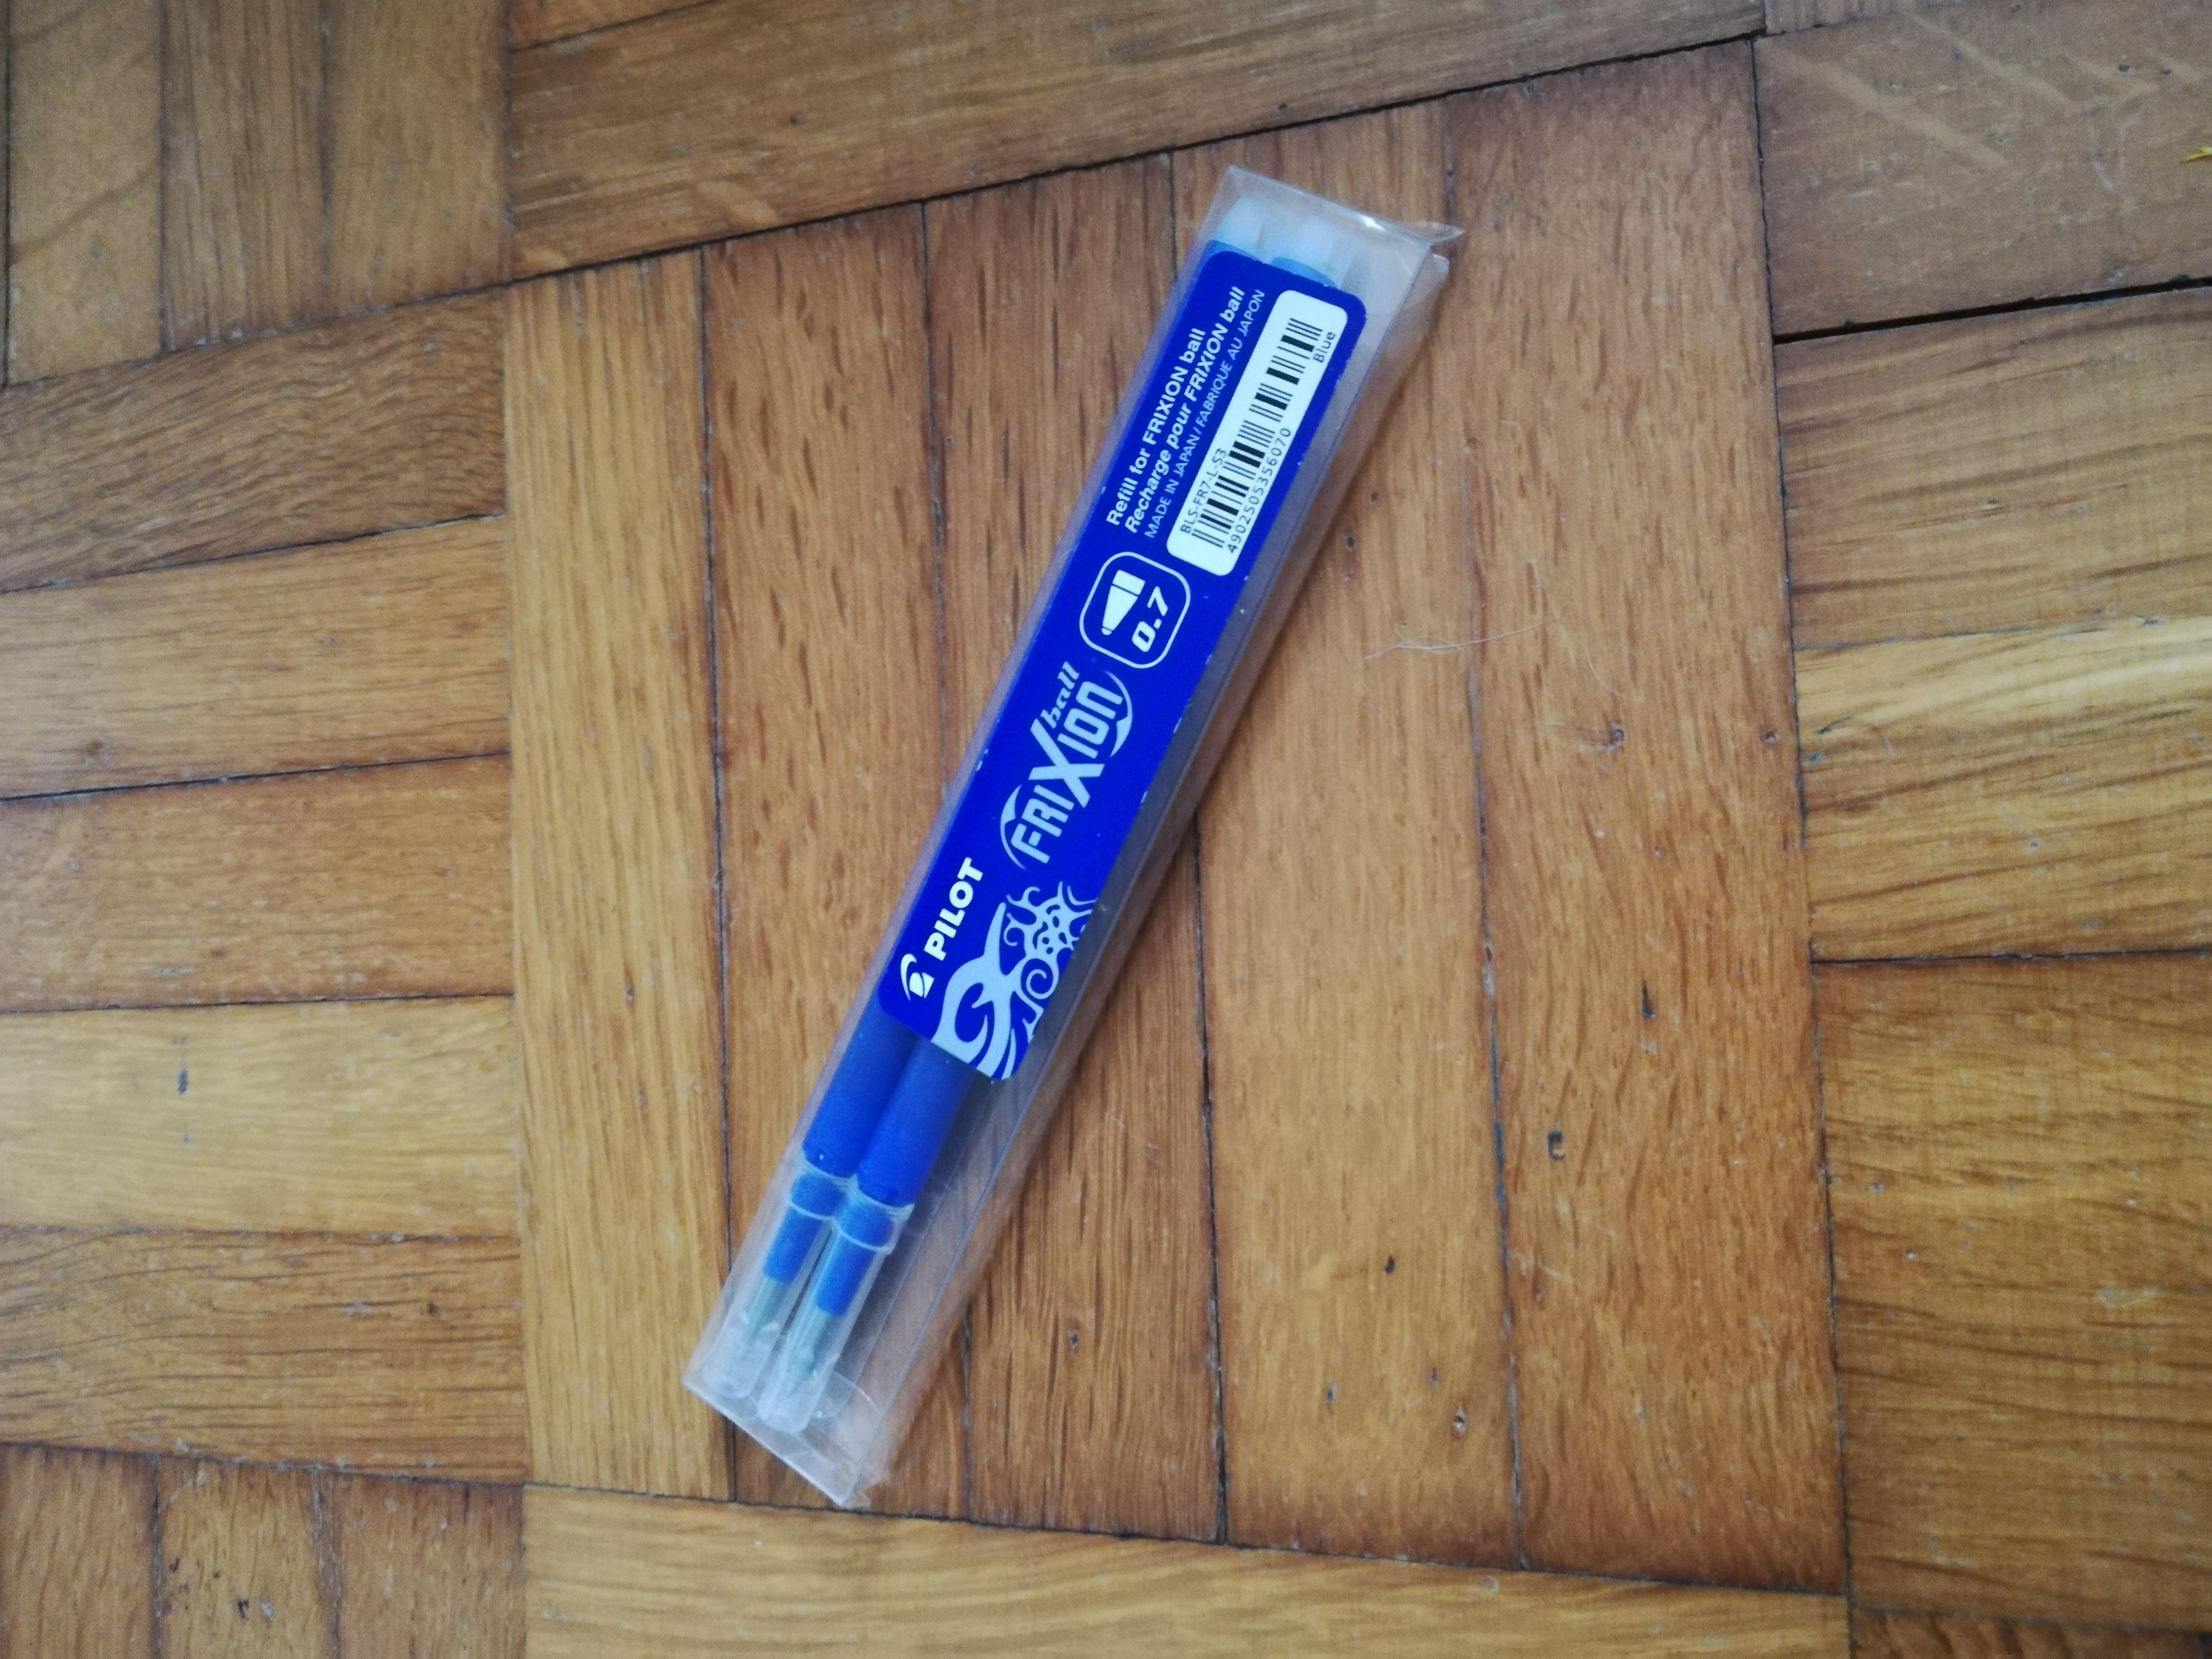 PILOT
FRIXION
ball
0.7
Refill for FRIXION ball
Recharge pour FRIXION ball
MADE IN JAPAN / FABRIQUE AU JAPON
BLS-FR7-L-S3
Blue
4902505356070